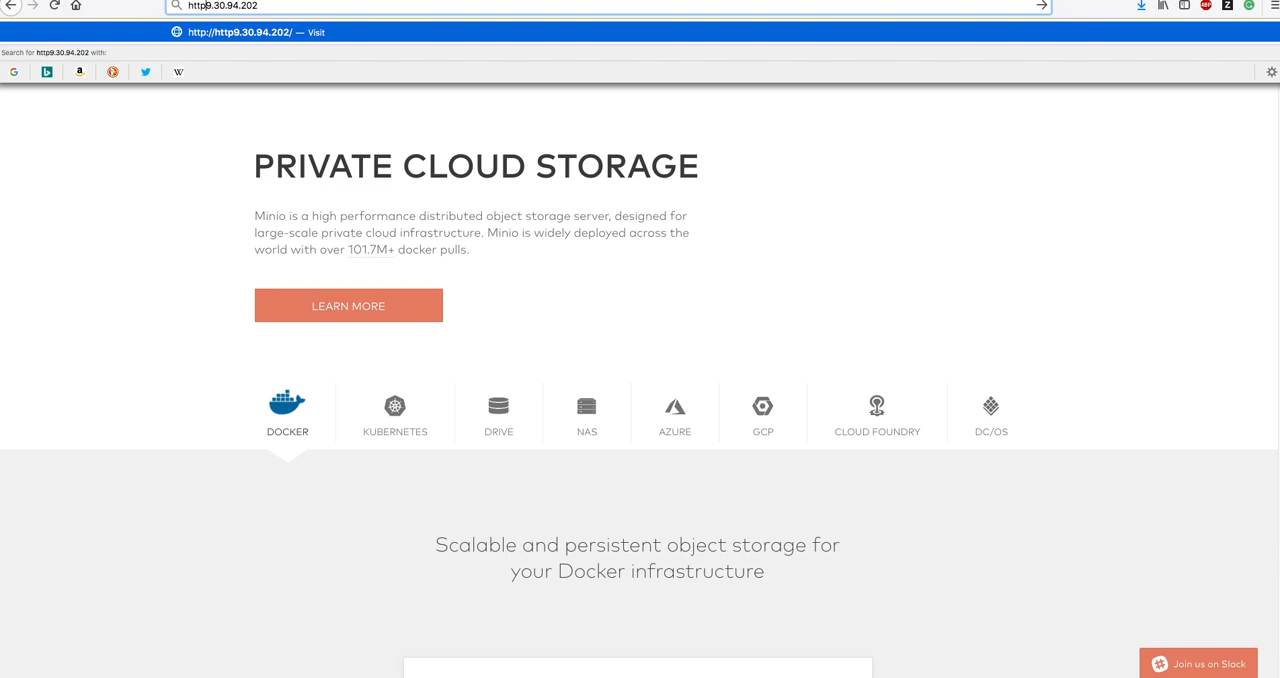 http9.30.94.202
http://http9.30.94.202/ — Visit
Search for http9.30.94.202 with:
PRIVATE CLOUD STORAGE
Minio is a high performance distributed object storage server, designed for
large-scale private cloud infrastructure. Minio is widely deployed across the
world with over 101.7M+ docker pulls.
LEARN MORE
DOCKER
KUBERNETES
DRIVE
NAS
AZURE
GCP
CLOUD FOUNDRY
DC/OS
Scalable and persistent object storage for
your Docker infrastructure
Join us on Slack